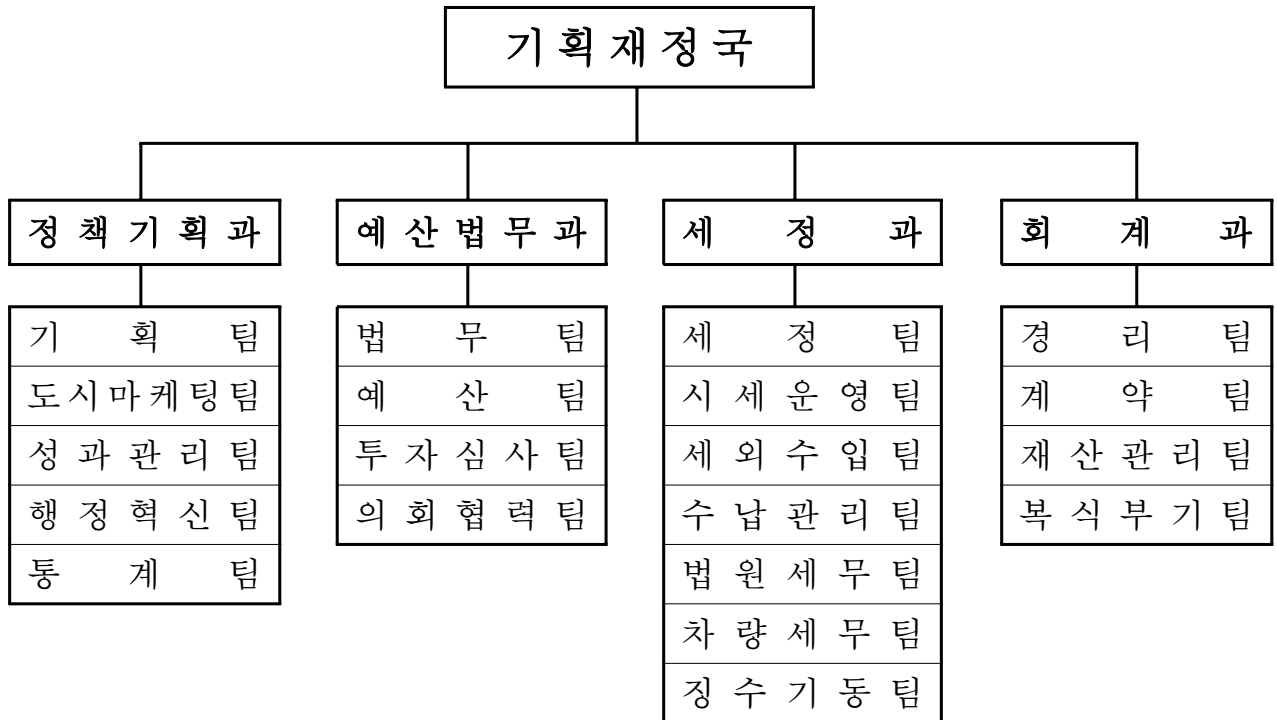 기획재정국
정책기획과
기획팀
도시마케팅팀
성과관리팀
행정혁신팀
통계팀
예산법무과
법무팀
예산팀
투자심사팀
의회협력팀
세정과
세정팀
시세운영팀
세외수입팀
수납관리팀
법원세무팀
차량세무팀
징수기동팀
회계과
경리팀
계약팀
재산관리팀
복식부기팀